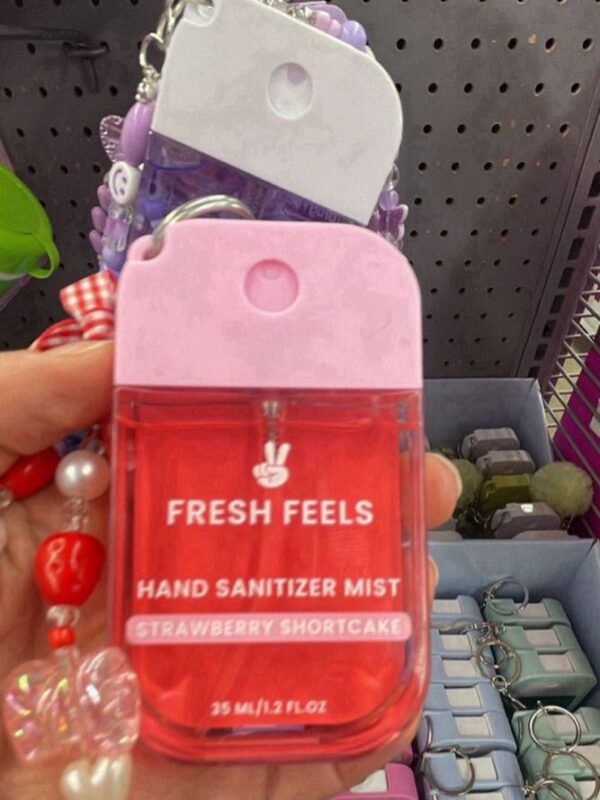 FRESH FEELS
HAND SANITIZER MIST
STRAWBERRY SHORTCAKE
35 ML/1.2 FL.OZ